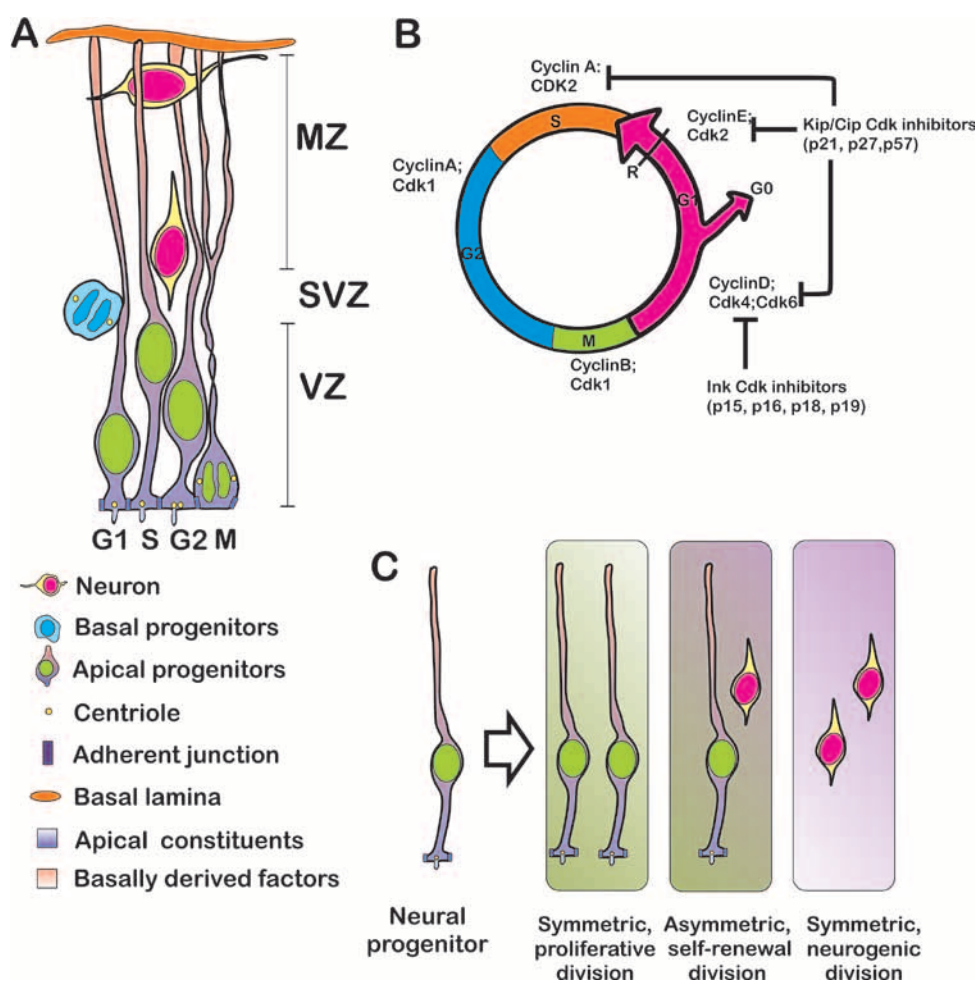 A
MZ
SVZ
VZ
G1 S G2 M
Neuron
Basal progenitors
Apical progenitors
Centriole
Adherent junction
Basal lamina
Apical constituents
Basally derived factors
B
Cyclin A:
CDK2
CyclinE;
Cdk2
Kip/Cip Cdk inhibitors
(p21, p27,p57)
S
R
G1
G0
CyclinA;
Cdk1
G2
CyclinD;
Cdk4;Cdk6
M
CyclinB;
Cdk1
Ink Cdk inhibitors
(p15, p16, p18, p19)
C
Neural
progenitor
Symmetric,
proliferative
division
Asymmetric,
self-renewal
division
Symmetric,
neurogenic
division